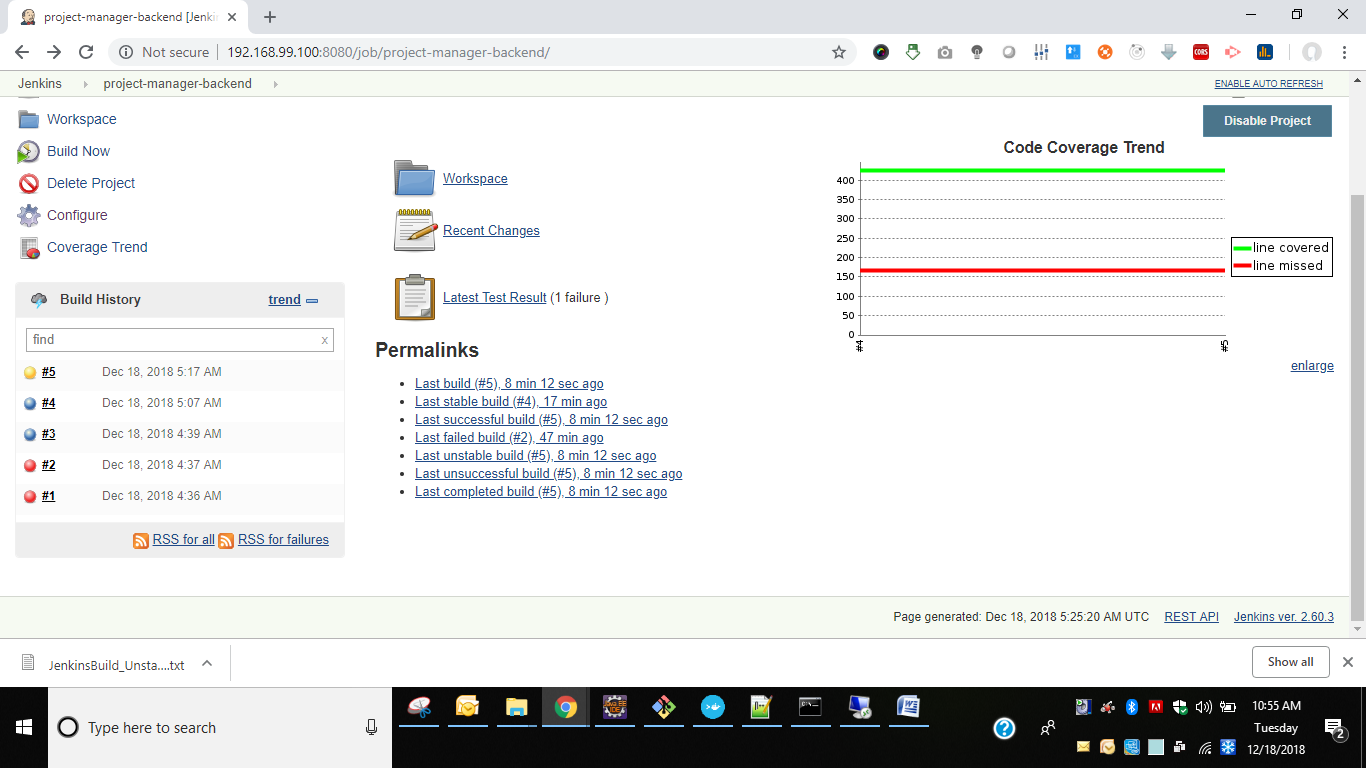 project-manager-backend [Jenki
Not secure
192.168.99.100:8080/job/project-manager-backend/
CORS
Jenkins
project-manager-backend
ENABLE AUTO REFRESH
Workspace
Build Now
Delete Project
Configure
Coverage Trend
Build History
trend
find
x
#5 Dec 18, 2018 5:17 AM
#4 Dec 18, 2018 5:07 AM
#3 Dec 18, 2018 4:39 AM
#2 Dec 18, 2018 4:37 AM
#1 Dec 18, 2018 4:36 AM
RSS for all
RSS for failures
Workspace
Recent Changes
Latest Test Result (1 failure )
Permalinks
Last build (#5), 8 min 12 sec ago
Last stable build (#4), 17 min ago
Last successful build (#5), 8 min 12 sec ago
Last failed build (#2), 47 min ago
Last unstable build (#5), 8 min 12 sec ago
Last unsuccessful build (#5), 8 min 12 sec ago
Last completed build (#5), 8 min 12 sec ago
Disable Project
Code Coverage Trend
400
350
300
250
200
150
100
50
0
#4
#5
line covered
line missed
enlarge
Page generated: Dec 18, 2018 5:25:20 AM UTC
REST API
Jenkins ver. 2.60.3
JenkinsBuild_Unsta....txt
Show all
Type here to search
10:55 AM
Tuesday
12/18/2018
2